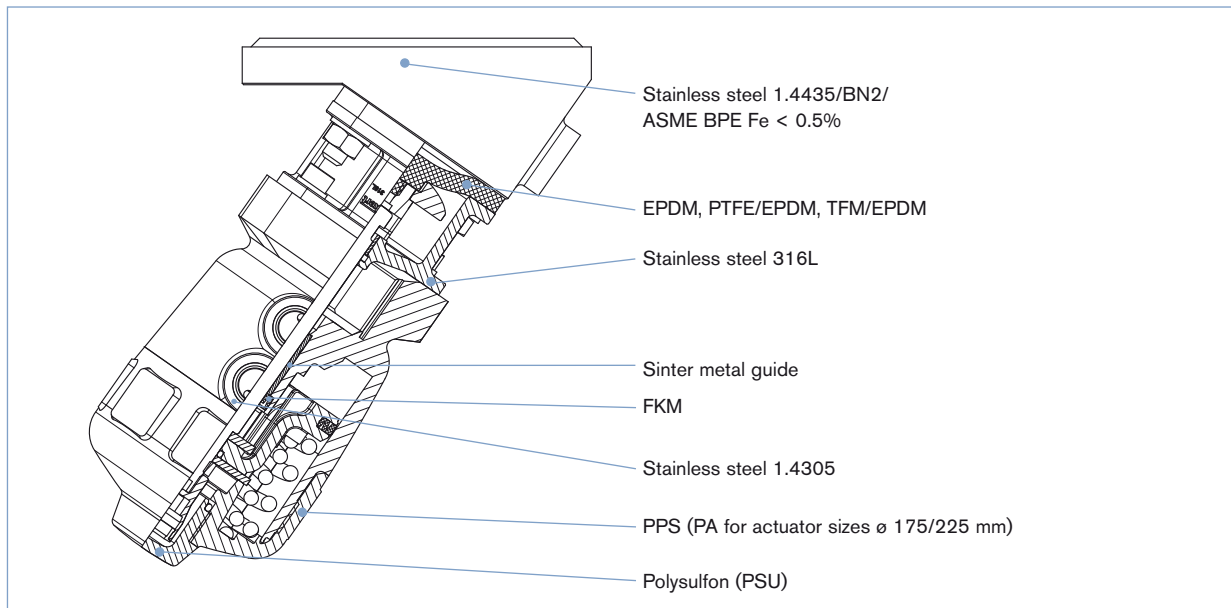 Stainless steel 1.4435/BN2/
ASME BPE Fe < 0.5%
EPDM, PTFE/EPDM, TFM/EPDM
Stainless steel 316L
Sinter metal guide
FKM
Stainless steel 1.4305
PPS (PA for actuator sizes ø 175/225 mm)
Polysulfon (PSU)